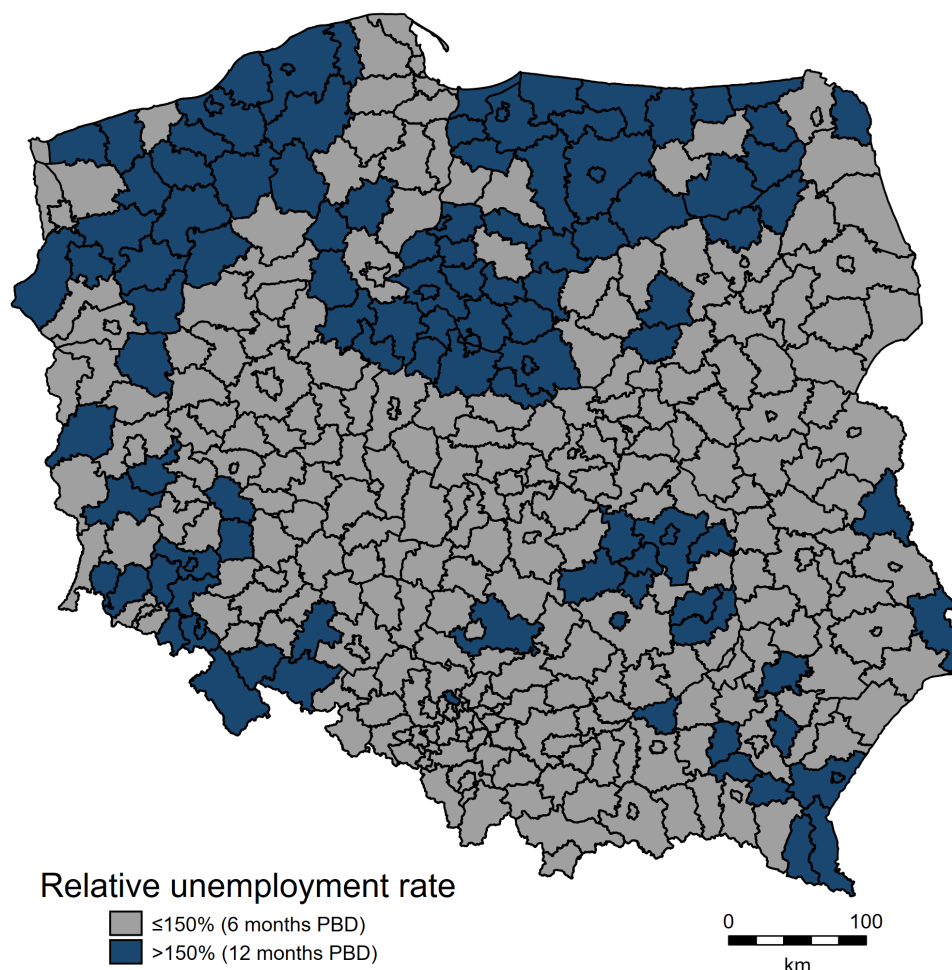 Relative unemployment rate
≤150% (6 months PBD)
>150% (12 months PBD)
0 100
km